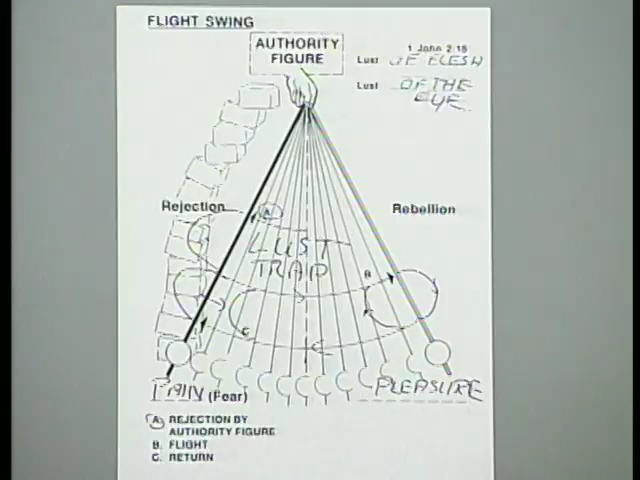 FLIGHT SWING
AUTHORITY
FIGURE
1 John 2:16
Lust OF FLESH
Lust OF THE
EYE
Rejection
A
Rebellion
LUST
TRAP
B
C
PAIN (Fear)
PLEASURE
A. REJECTION BY
AUTHORITY FIGURE
B. FLIGHT
C. RETURN